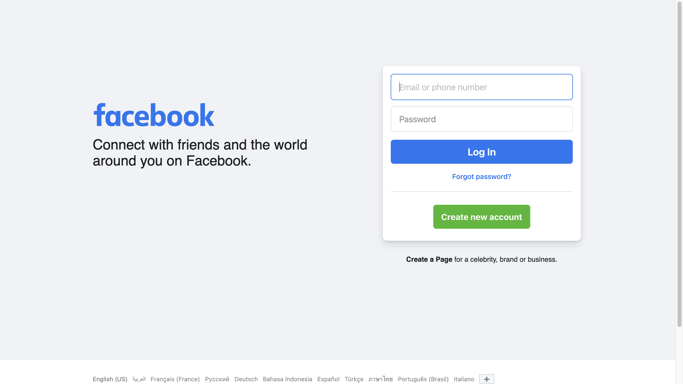 facebook
Connect with friends and the world
around you on Facebook.
Email or phone number
Password
Log In
Forgot password?
Create new account
Create a Page for a celebrity, brand or business.
English (US) العربية Français (France) Русский Deutsch Bahasa Indonesia Español Türkçe ภาษาไทย Português (Brasil) Italiano +